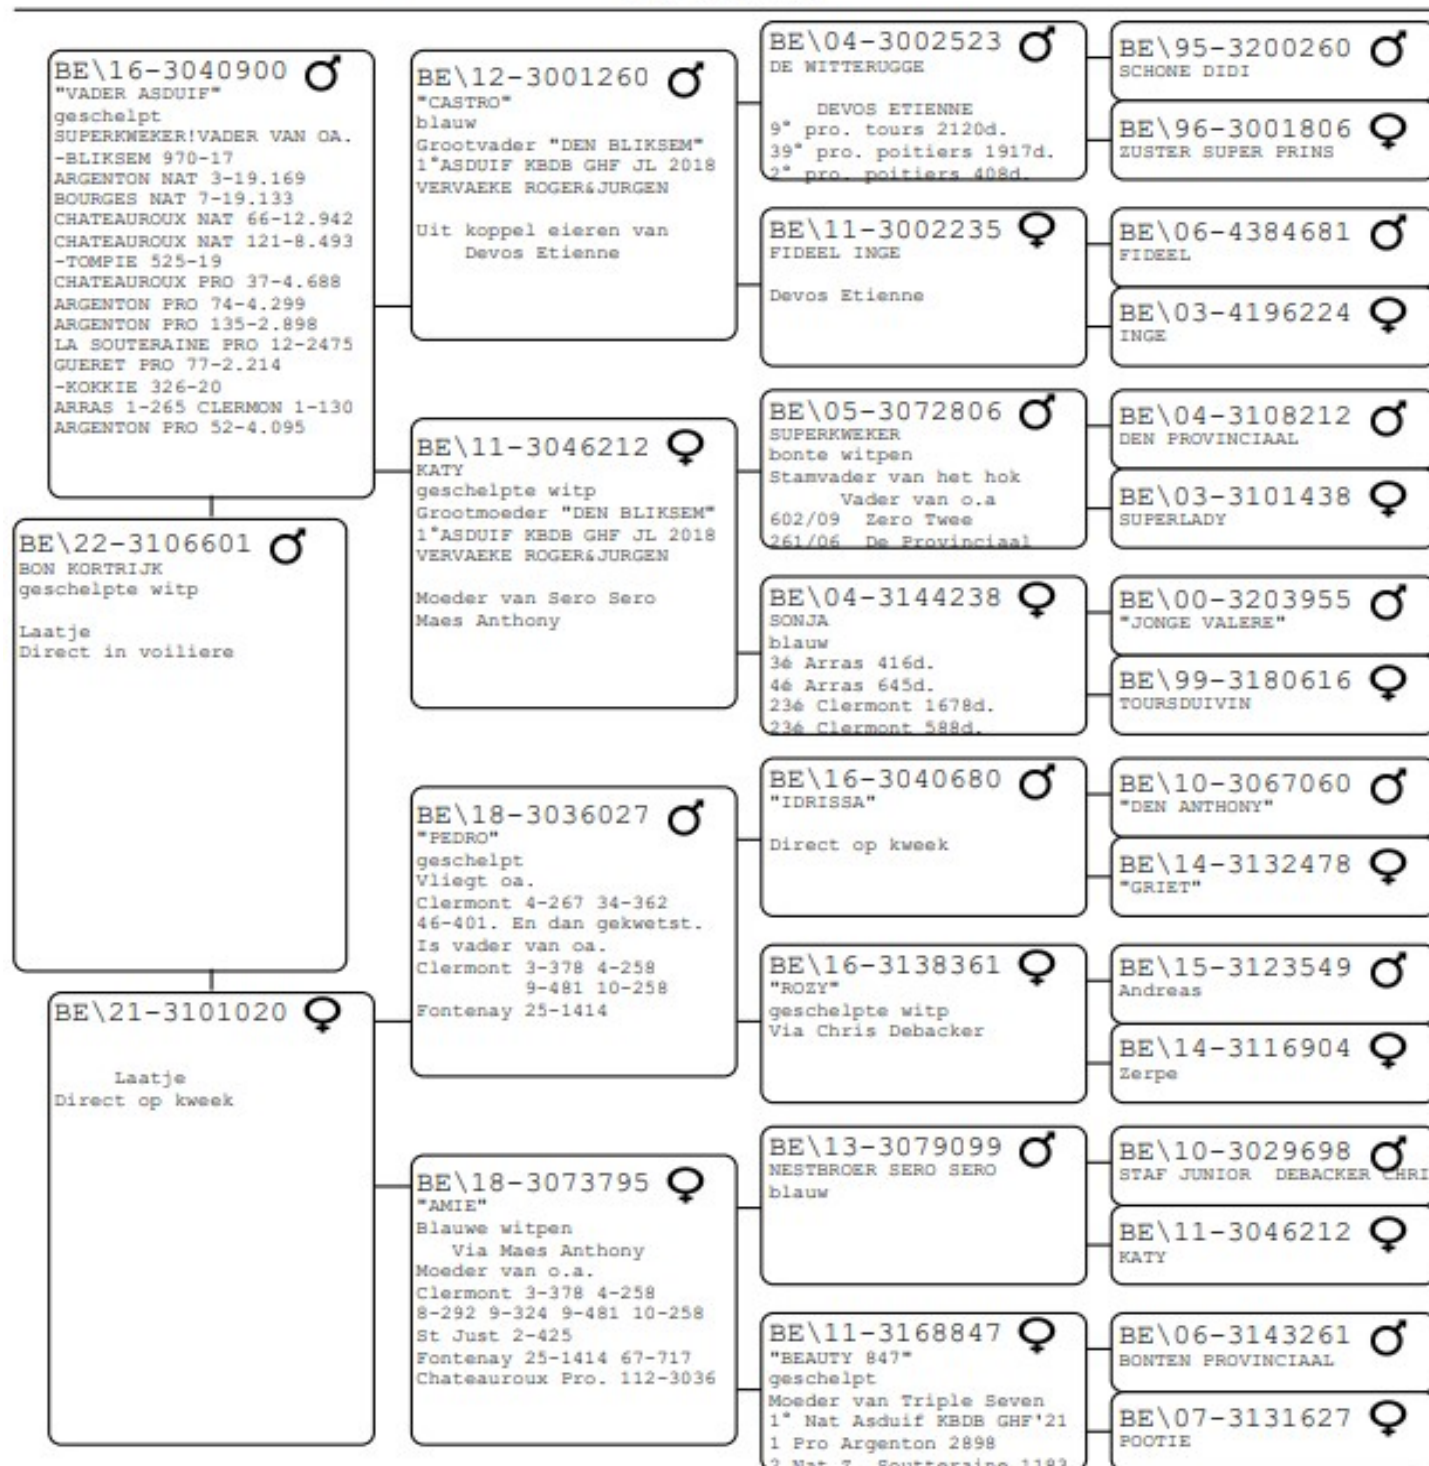 BE\16-3040900
"VADER ASDUIF"
geschelpt
SUPERKWEKER!VADER VAN OA.
-BLIKSEM 970-17
ARGENTON NAT 3-19.169
BOURGES NAT 7-19.133
CHATEAUROUX NAT 66-12.942
CHATEAUROUX NAT 121-8.493
-TOMPIE 525-19
CHATEAUROUX PRO 37-4.688
ARGENTON PRO 74-4.299
ARGENTON PRO 135-2.898
LA SOUTERAINE PRO 12-2475
GUERET PRO 77-2.214
-KOKKIE 326-20
ARRAS 1-265 CLERMON 1-130
ARGENTON PRO 52-4.095
BE\22-3106601
BON KORTRIJK
geschelpte witp
Laatje
Direct in voiliere
BE\21-3101020
Laatje
Direct op kweek
BE\12-3001260
"CASTRO"
blauw
Grootvader "DEN BLIKSEM"
1°ASDUIF KBDB GHF JL 2018
VERVAEKE ROGER&JURGEN
Uit koppel eieren van
Devos Etienne
BE\11-3046212
KATY
geschelpte witp
Grootmoeder "DEN BLIKSEM"
1°ASDUIF KBDB GHF JL 2018
VERVAEKE ROGER&JURGEN
Moeder van Sero Sero
Maes Anthony
BE\18-3036027
"PEDRO"
geschelpt
Vliegt oa.
Clermont 4-267 34-362
46-401. En dan gekwetst.
Is vader van oa.
Clermont 3-378 4-258
9-481 10-258
Fontenay 25-1414
BE\18-3073795
"AMIE"
Blauwe witpen
Via Maes Anthony
Moeder van o.a.
Clermont 3-378 4-258
8-292 9-324 9-481 10-258
St Just 2-425
Fontenay 25-1414 67-717
Chateauroux Pro. 112-3036
BE\04-3002523
DE WITTERUGGE
DEVOS ETIENNE
9° pro. tours 2120d.
39° pro. poitiers 1917d.
2° pro. poitiers 408d.
BE\11-3002235
FIDEEL INGE
Devos Etienne
BE\05-3072806
SUPERKWEKER
bonte witpen
Stamvader van het hok
Vader van o.a
602/09 Zero Twee
261/06 De Provinciaal
BE\04-3144238
SONJA
blauw
3é Arras 416d.
4é Arras 645d.
23é Clermont 1678d.
23é Clermont 588d.
BE\16-3040680
"IDRISSA"
Direct op kweek
BE\16-3138361
"ROZY"
geschelpte witp
Via Chris Debacker
BE\13-3079099
NESTBROER SERO SERO
blauw
BE\11-3168847
"BEAUTY 847"
geschelpt
Moeder van Triple Seven
1° Nat Asduif KBDB GHF'21
1 Pro Argenton 2898
2 Nat Z. Soutteraine 1183
BE\95-3200260
SCHONE DIDI
BE\96-3001806
ZUSTER SUPER PRINS
BE\06-4384681
FIDEEL
BE\03-4196224
INGE
BE\04-3108212
DEN PROVINCIAAL
BE\03-3101438
SUPERLADY
BE\00-3203955
"JONGE VALERE"
BE\99-3180616
TOURSDUIVIN
BE\10-3067060
"DEN ANTHONY"
BE\14-3132478
"GRIET"
BE\15-3123549
Andreas
BE\14-3116904
Zerpe
BE\10-3029698
STAF JUNIOR DEBACKER CHRI
BE\11-3046212
KATY
BE\06-3143261
BONTEN PROVINCIAAL
BE\07-3131627
POOTIE